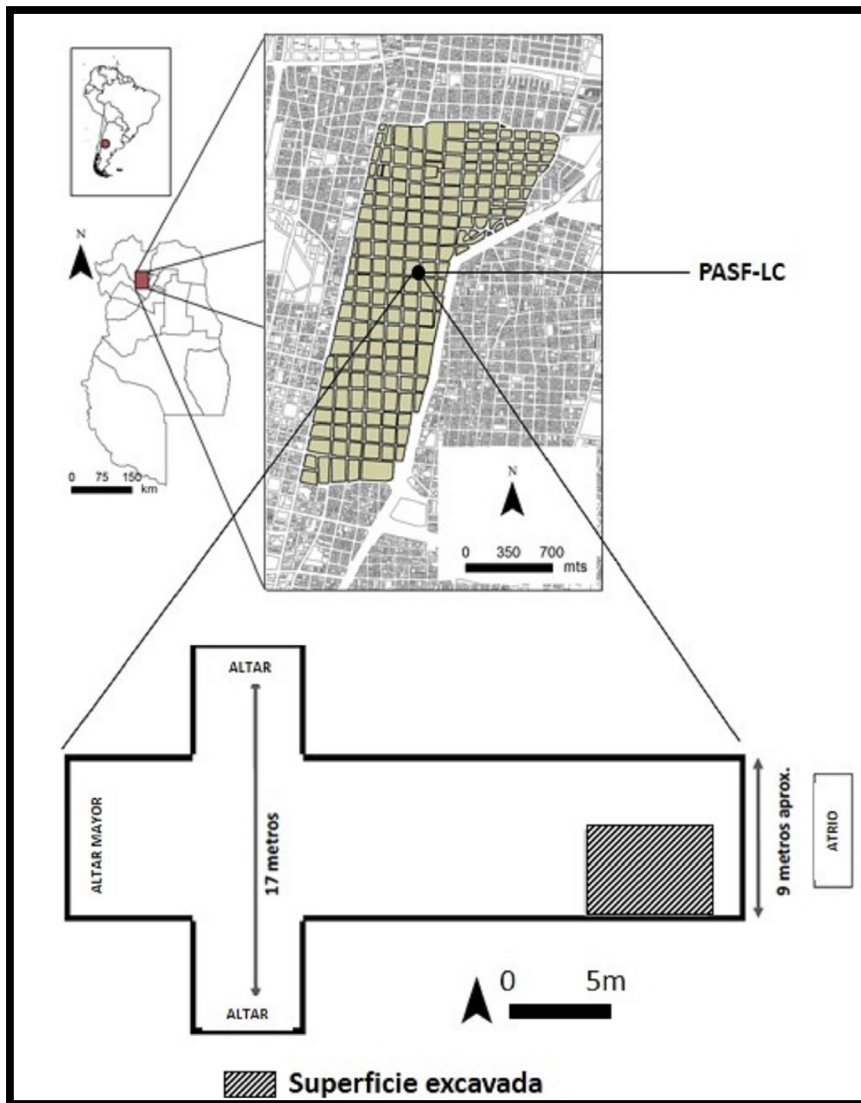 N
PASF-LC
0 75 150
km
N
0 350 700
mts
ALTAR
ALTAR MAYOR
17 metros
9 metros aprox.
ATRIO
ALTAR
0 5m
Superficie excavada